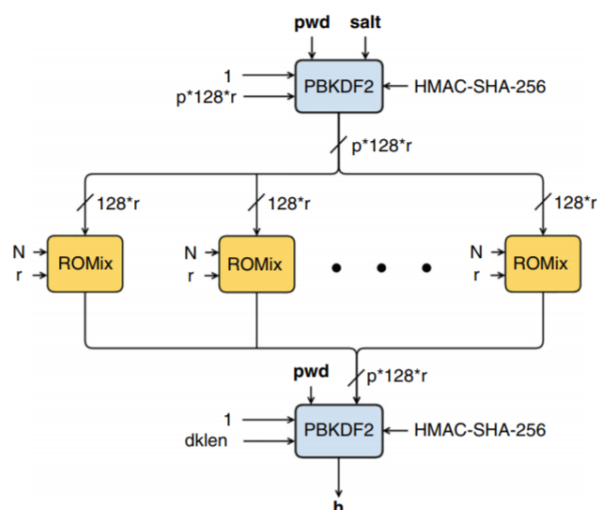 pwd salt
1
p*128*r
PBKDF2
HMAC-SHA-256
p*128*r
128*r
128*r
128*r
N
r
ROMix
N
r
ROMix
N
r
ROMix
pwd
p*128*r
1
dklen
PBKDF2
HMAC-SHA-256
h